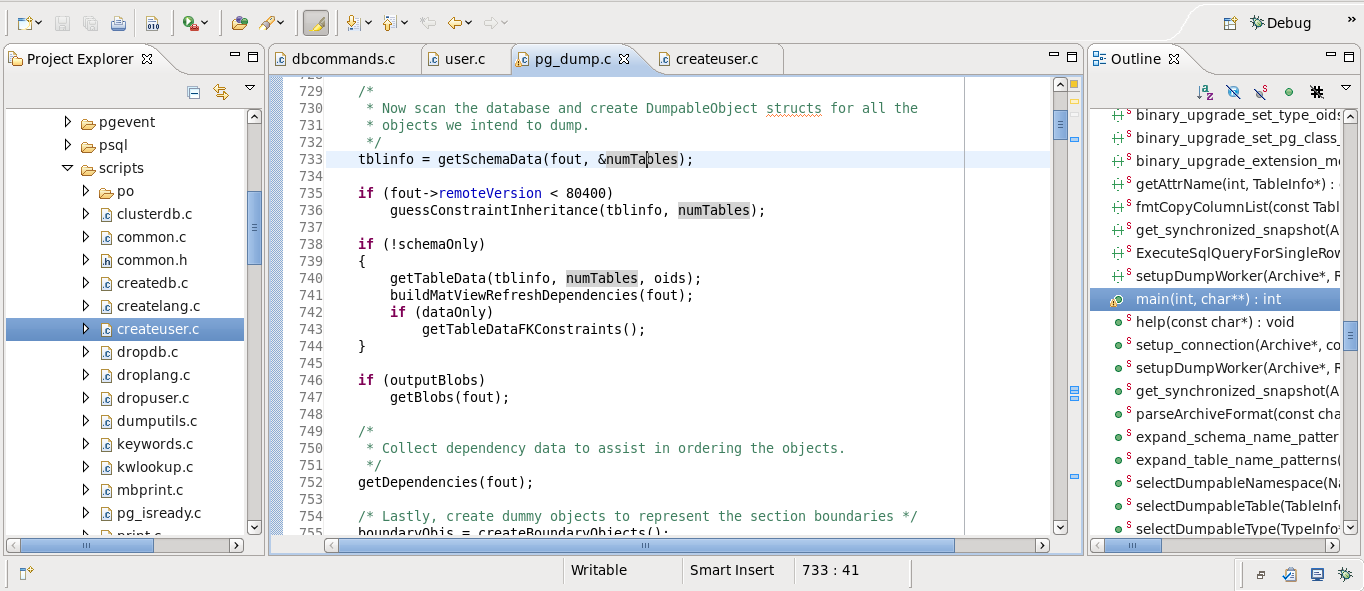 Debug
»
Project Explorer
pgevent
psql
scripts
po
clusterdb.c
common.c
common.h
createdb.c
createlang.c
createuser.c
dropdb.c
droplang.c
dropuser.c
dumputils.c
keywords.c
kwlookup.c
mbprint.c
pg_isready.c
print.c
dbcommands.c
user.c
pg_dump.c
createuser.c
728
729 /*
730 * Now scan the database and create DumpableObject structs for all the
731 * objects we intend to dump.
732 */
733 tblinfo = getSchemaData(fout, &numTables);
734
735 if (fout->remoteVersion < 80400)
736 guessConstraintInheritance(tblinfo, numTables);
737
738 if (!schemaOnly)
739 {
740 getTableData(tblinfo, numTables, oids);
741 buildMatViewRefreshDependencies(fout);
742 if (dataOnly)
743 getTableDataFKConstraints();
744 }
745
746 if (outputBlobs)
747 getBlobs(fout);
748
749 /*
750 * Collect dependency data to assist in ordering the objects.
751 */
752 getDependencies(fout);
753
754 /* Lastly, create dummy objects to represent the section boundaries */
755 boundaryObjs = createBoundaryObjects();
Outline
binary_upgrade_set_type_oids
binary_upgrade_set_pg_class_
binary_upgrade_extension_me
getAttrName(int, TableInfo*) :
fmtCopyColumnList(const Tabl
get_synchronized_snapshot(A
ExecuteSqlQueryForSingleRow
setupDumpWorker(Archive*, R
main(int, char**) : int
help(const char*) : void
setup_connection(Archive*, co
setupDumpWorker(Archive*, R
get_synchronized_snapshot(A
parseArchiveFormat(const cha
expand_schema_name_patter
expand_table_name_patterns(
selectDumpableNamespace(Na
selectDumpableTable(TableInfo
selectDumpableType(TypeInfo*
Writable
Smart Insert
733 : 41